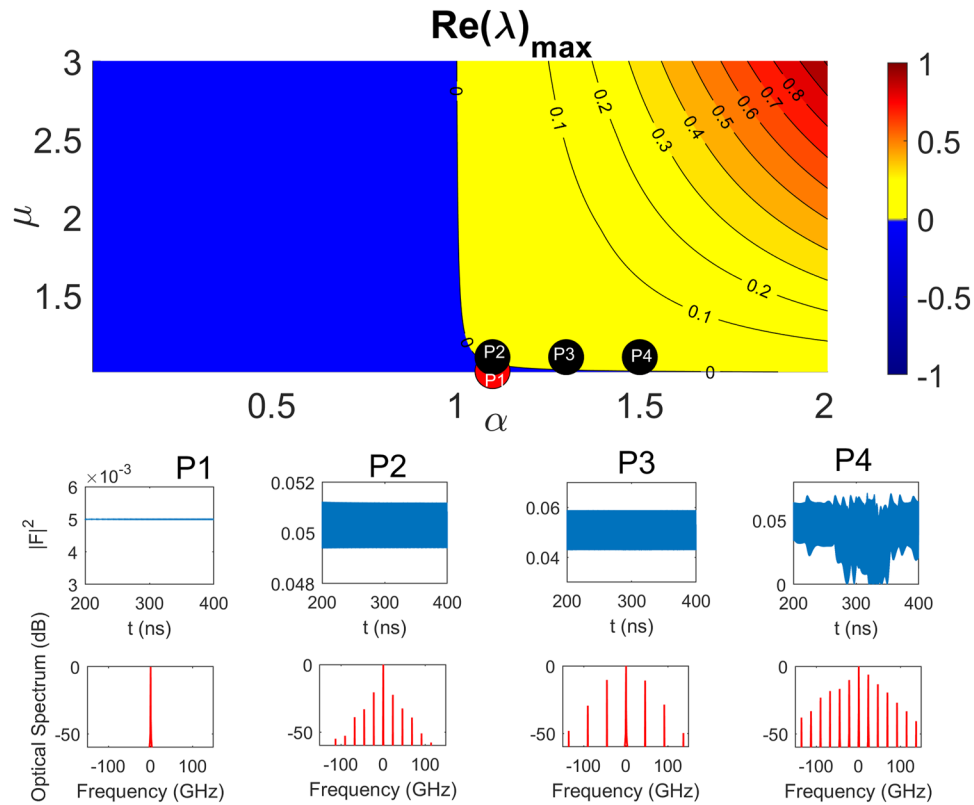 Re(λ)max
3
2.5
2
1.5
μ
0
0
0
0.1
0.2
0.3
0.4
0.5
0.6
0.7
0.8
0.2
0.1
P2
P1
P3
P4
0.5
1
1.5
2
α
1
0.5
0
-0.5
-1
P1
P2
P3
P4
×10-3
6
5
4
3
|F|2
200 300 400
t (ns)
0.052
0.05
0.048
200 300 400
t (ns)
0.06
0.04
200 300 400
t (ns)
0.05
0
200 300 400
t (ns)
Optical Spectrum (dB)
0
-50
-100 0 100
Frequency (GHz)
0
-50
-100 0 100
Frequency (GHz)
0
-50
-100 0 100
Frequency (GHz)
0
-50
-100 0 100
Frequency (GHz)